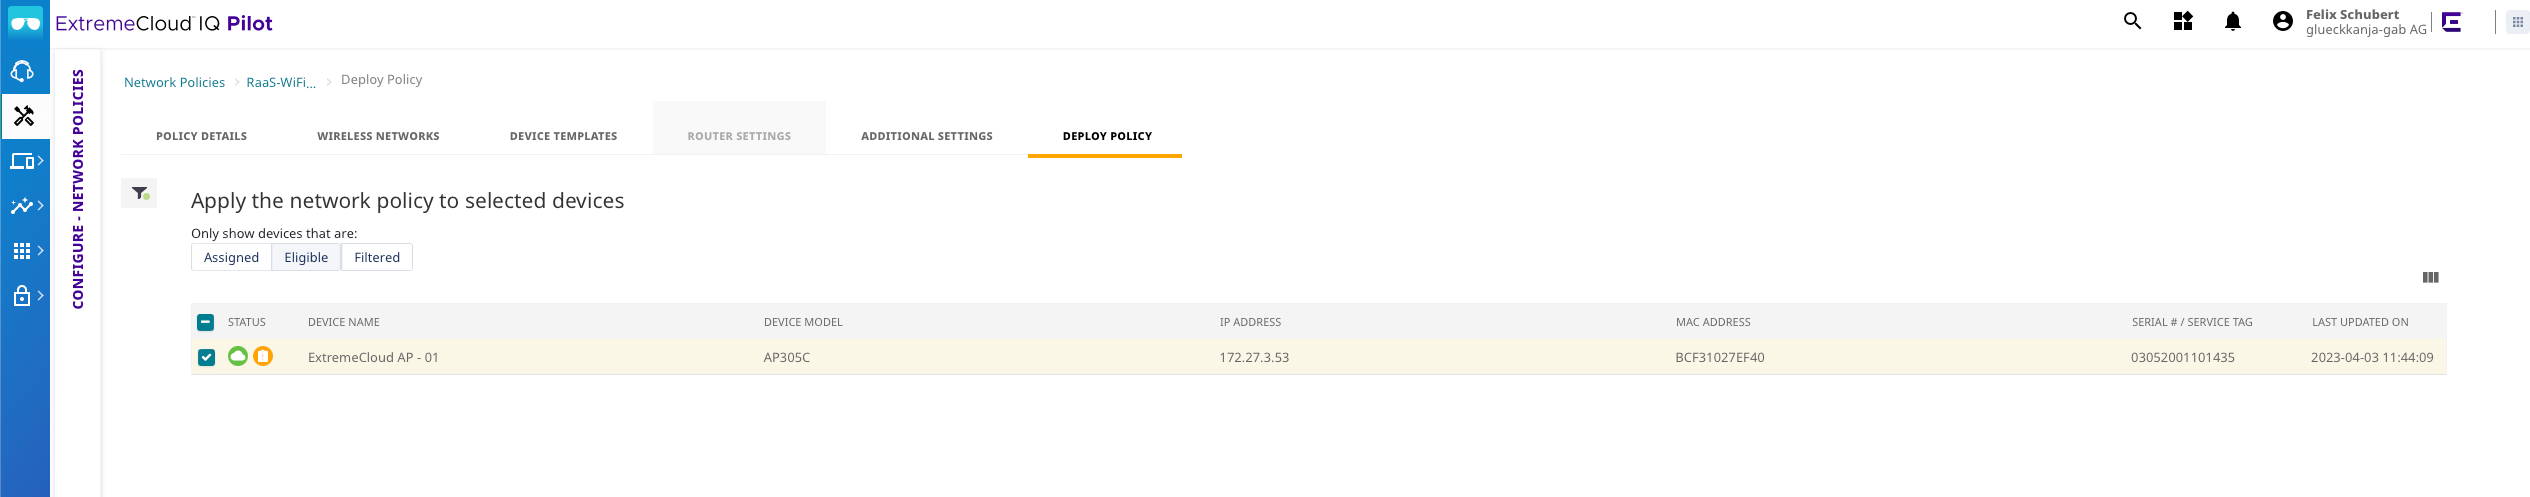 ExtremeCloud™ IQ Pilot
Felix Schubert
glueckkanja-gab AG
CONFIGURE - NETWORK POLICIES
Network Policies > RaaS-WiFi... > Deploy Policy
POLICY DETAILS WIRELESS NETWORKS DEVICE TEMPLATES ROUTER SETTINGS ADDITIONAL SETTINGS DEPLOY POLICY
Apply the network policy to selected devices
Only show devices that are:
Assigned Eligible Filtered
STATUS DEVICE NAME DEVICE MODEL IP ADDRESS MAC ADDRESS SERIAL # / SERVICE TAG LAST UPDATED ON
ExtremeCloud AP - 01 AP305C 172.27.3.53 BCF31027EF40 03052001101435 2023-04-03 11:44:09